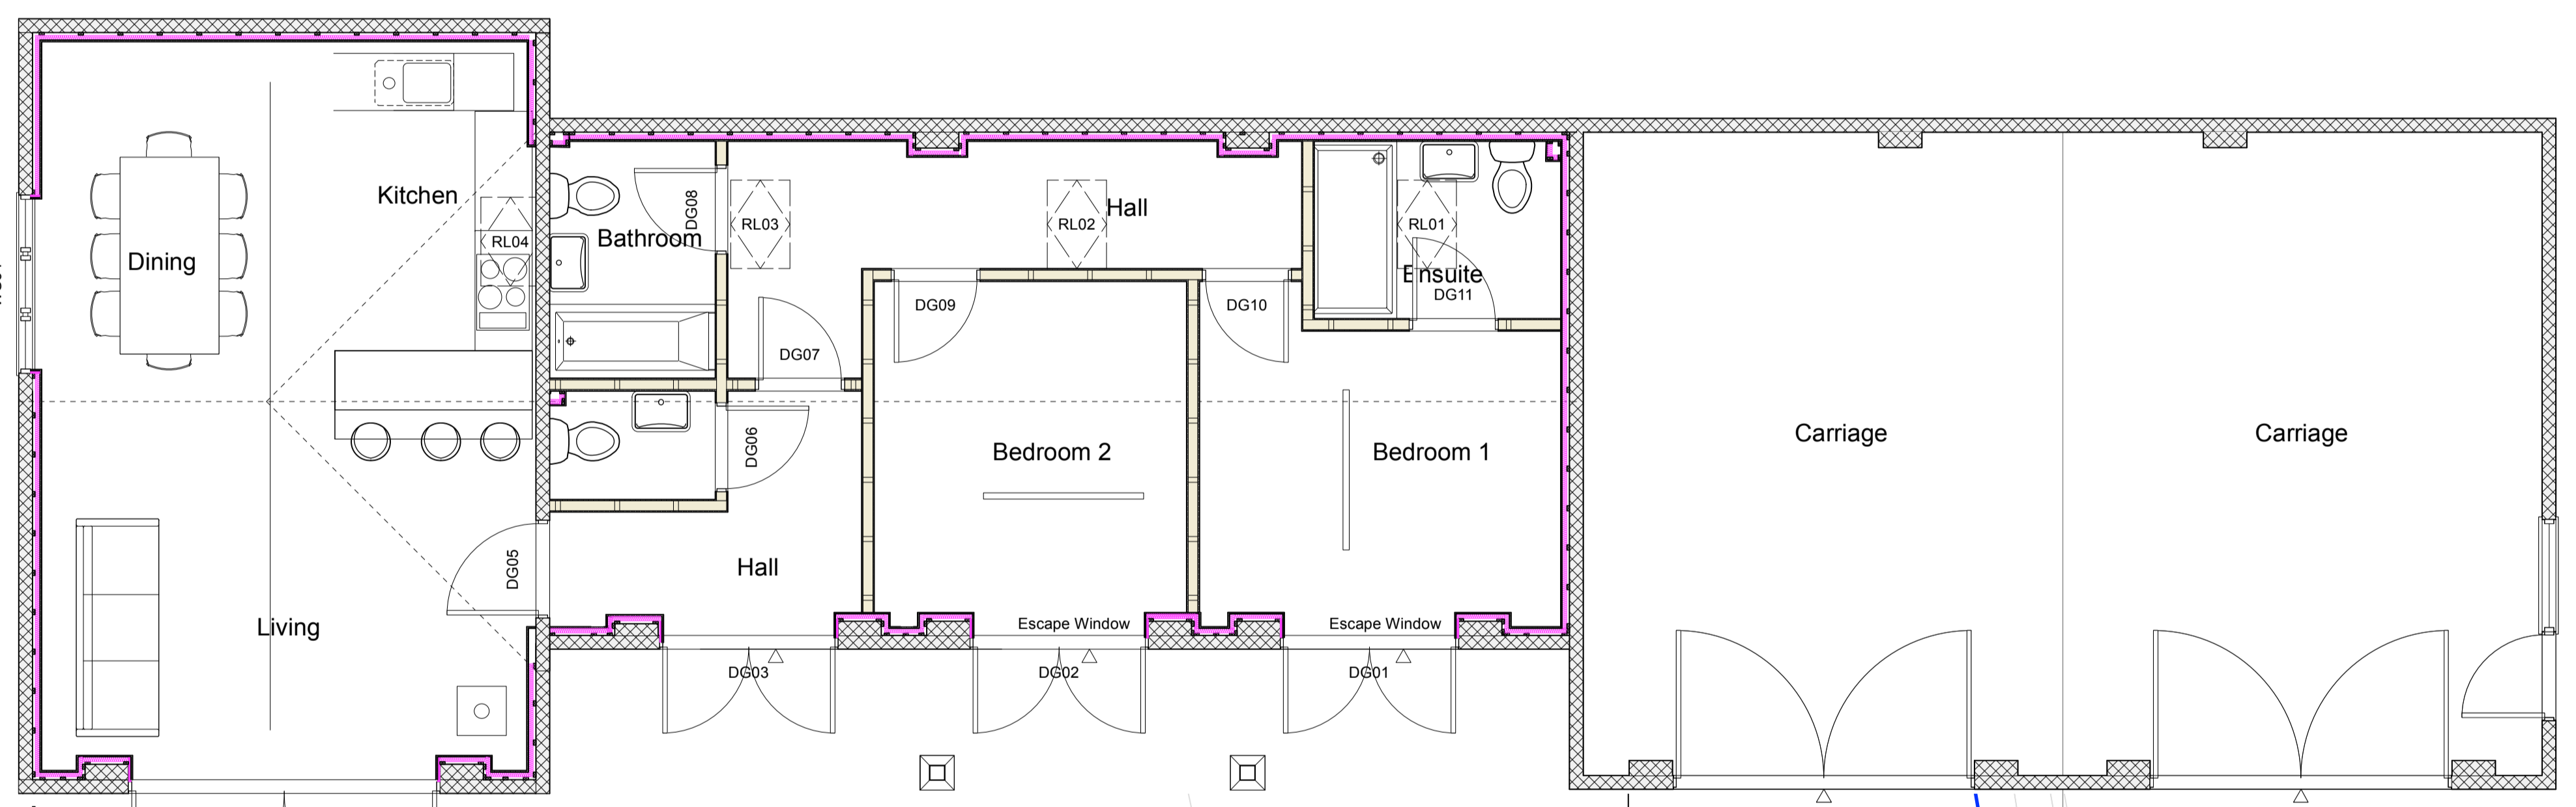 Kitchen
DG08
RL03
RL02
Hall
RL01
Bathroom
RL04
Dining
Ensuite
DG11
DG09
DG10
DG07
DG06
Bedroom 2
Bedroom 1
Carriage
Carriage
DG05
Hall
Living
Escape Window
Escape Window
DG03
DG02
DG01